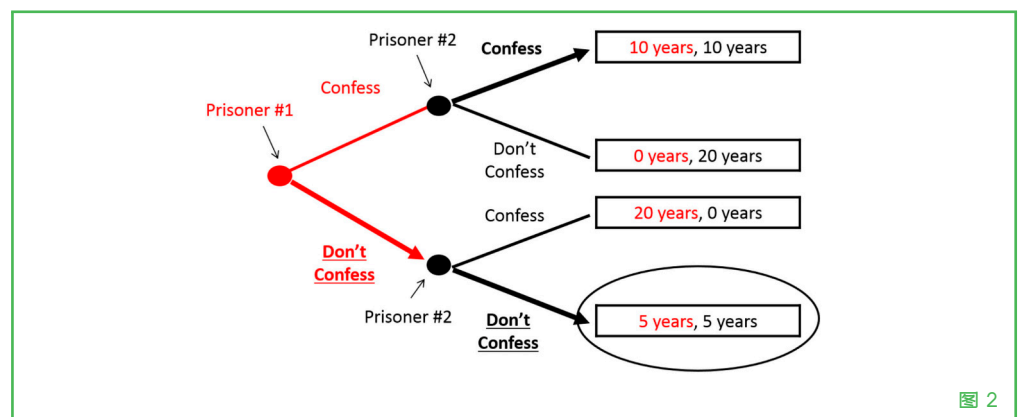 Prisoner #2
Confess
10 years, 10 years
Confess
Prisoner #1
Don't
Confess
0 years, 20 years
Confess
20 years, 0 years
Don't
Confess
Prisoner #2
Don't
Confess
5 years, 5 years
图 2